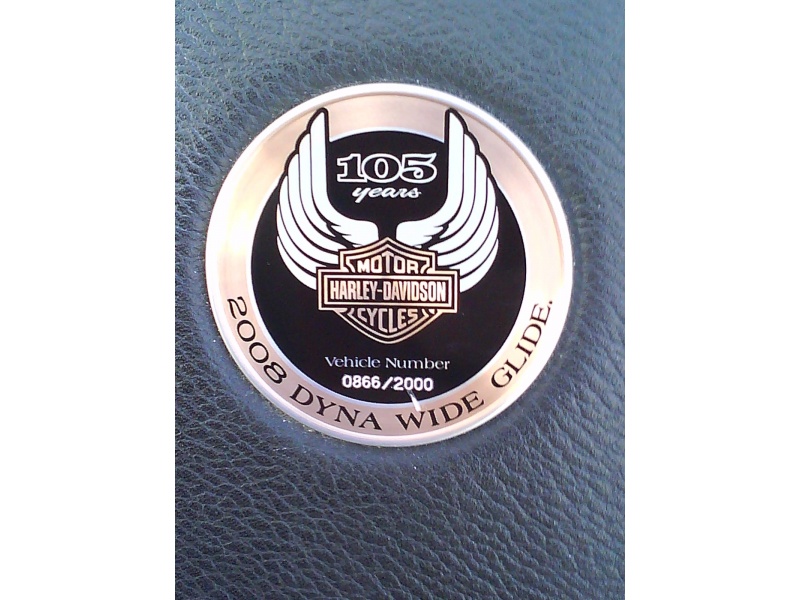 105
years
MOTOR
HARLEY-DAVIDSON
CYCLES
Vehicle Number
0866/2000
2008 DYNA WIDE GLIDE.